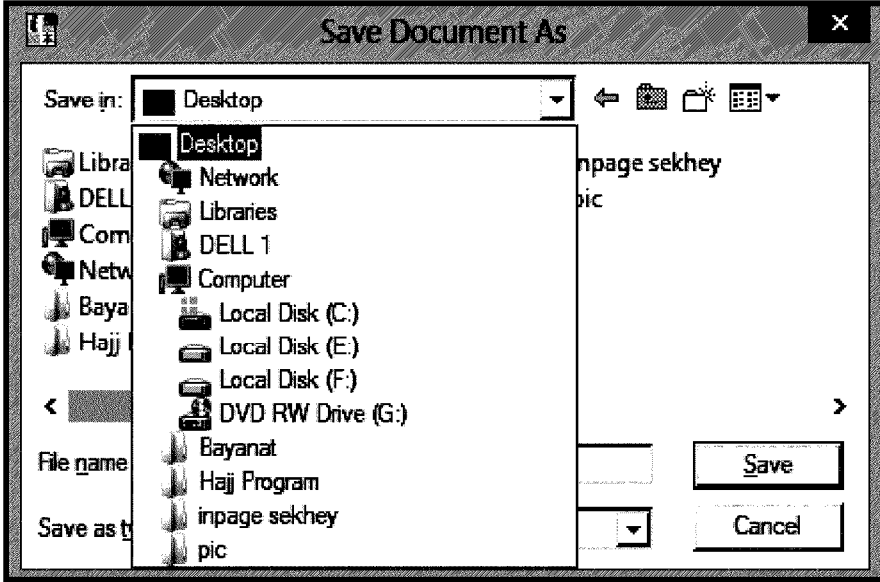 Save Document As
Save in: Desktop
Desktop
Network
Libraries
DELL 1
Computer
Local Disk (C:)
Local Disk (E:)
Local Disk (F:)
DVD RW Drive (G:)
Bayanat
Hajj Program
inpage sekhey
pic
Libra
DELL
Com
Netw
Baya
Hajj
npage sekhey
pic
File name
Save as t
Save
Cancel